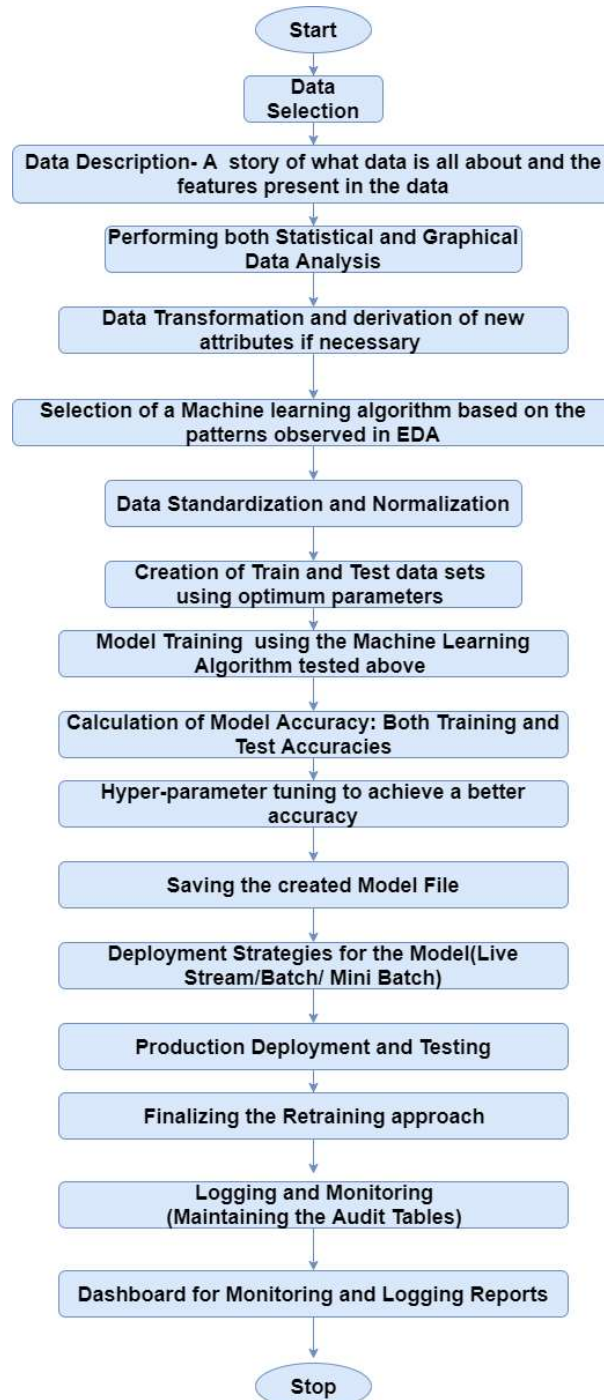 Start
Data
Selection
Data Description- A story of what data is all about and the
features present in the data
Performing both Statistical and Graphical
Data Analysis
Data Transformation and derivation of new
attributes if necessary
Selection of a Machine learning algorithm based on the
patterns observed in EDA
Data Standardization and Normalization
Creation of Train and Test data sets
using optimum parameters
Model Training using the Machine Learning
Algorithm tested above
Calculation of Model Accuracy: Both Training and
Test Accuracies
Hyper-parameter tuning to achieve a better
accuracy
Saving the created Model File
Deployment Strategies for the Model(Live
Stream/Batch/ Mini Batch)
Production Deployment and Testing
Finalizing the Retraining approach
Logging and Monitoring
(Maintaining the Audit Tables)
Dashboard for Monitoring and Logging Reports
Stop